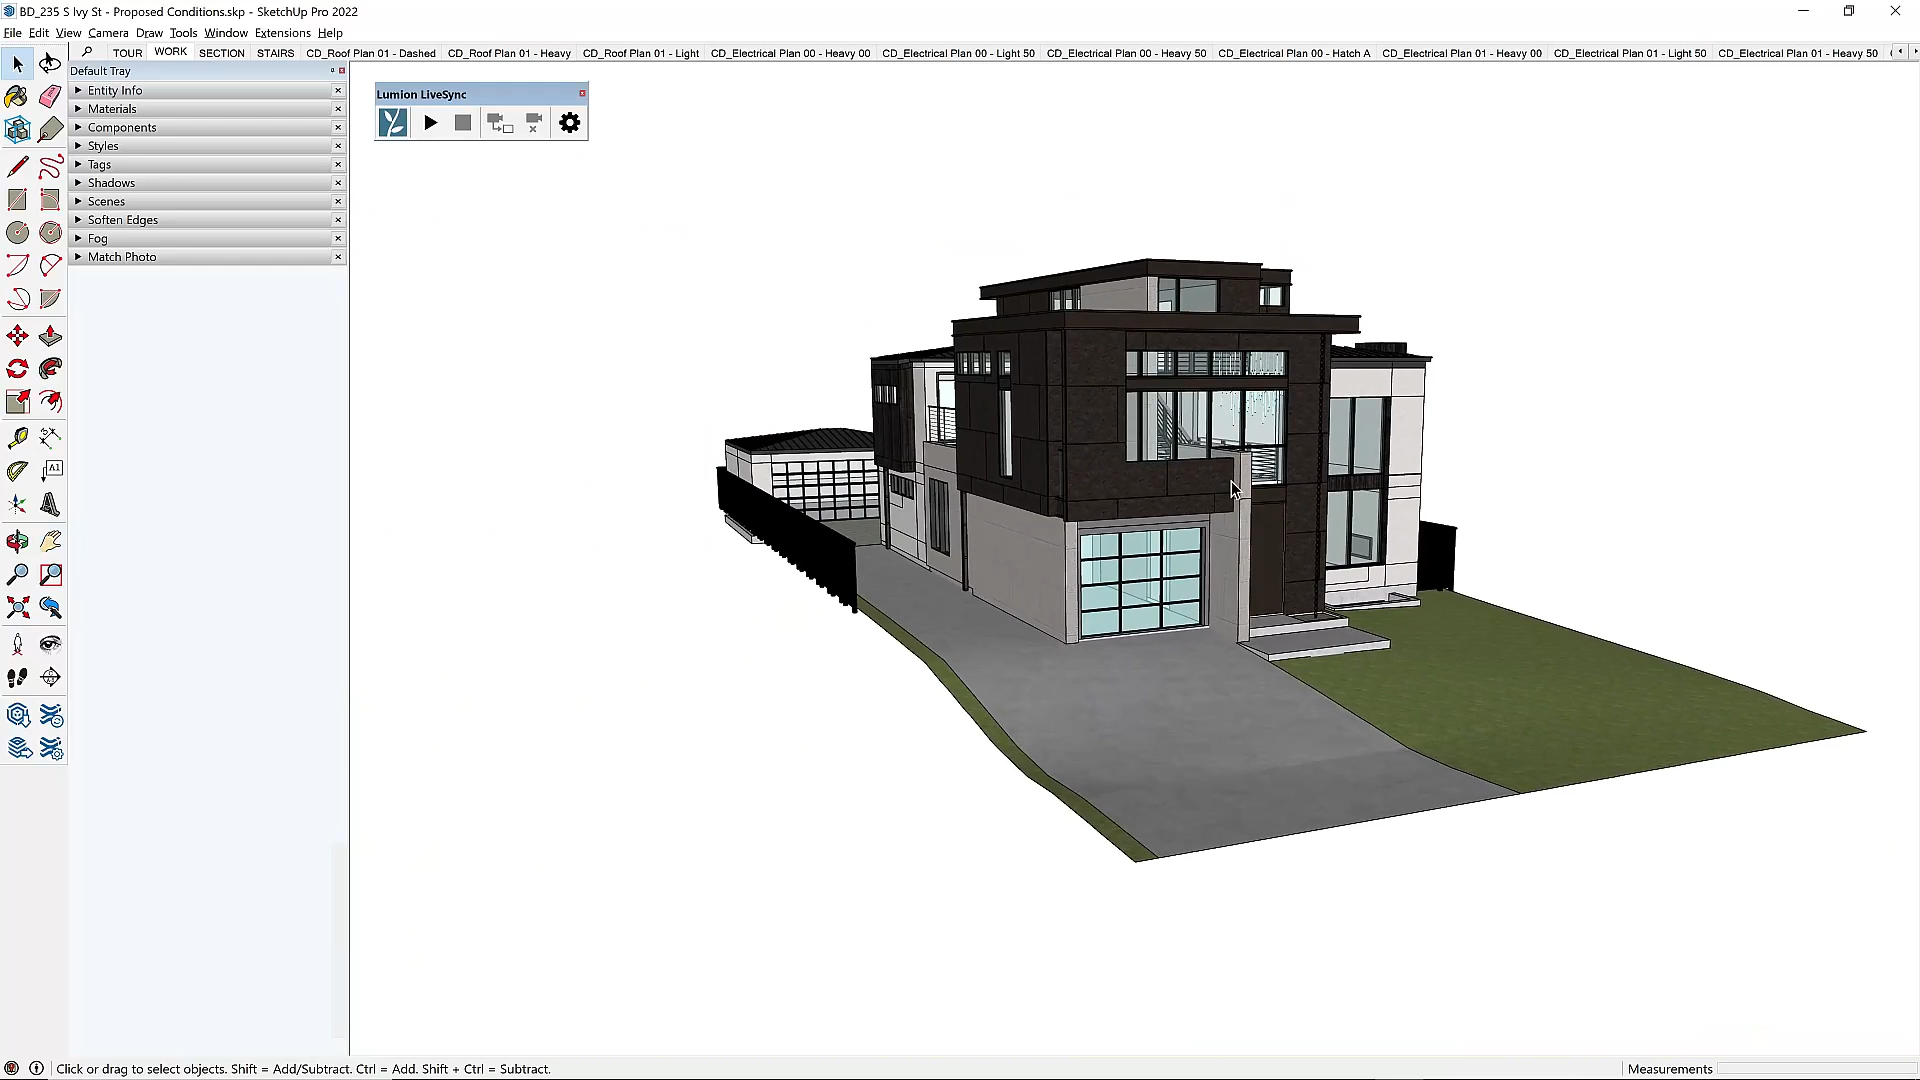 BD_235 S Ivy St - Proposed Conditions.skp - SketchUp Pro 2022
File Edit View Camera Draw Tools Window Extensions Help
TOUR WORK SECTION STAIRS CD_Roof Plan 01 - Dashed CD_Roof Plan 01 - Heavy CD_Roof Plan 01 - Light CD_Electrical Plan 00 - Heavy 00 CD_Electrical Plan 00 - Light 50 CD_Electrical Plan 00 - Heavy 50 CD_Electrical Plan 00 - Hatch A CD_Electrical Plan 01 - Heavy 00 CD_Electrical Plan 01 - Light 50 CD_Electrical Plan 01 - Heavy 50
Default Tray
Entity Info
Materials
Components
Styles
Tags
Shadows
Scenes
Soften Edges
Fog
Match Photo
Lumion LiveSync
A1
Click or drag to select objects. Shift = Add/Subtract. Ctrl = Add. Shift + Ctrl = Subtract.
Measurements